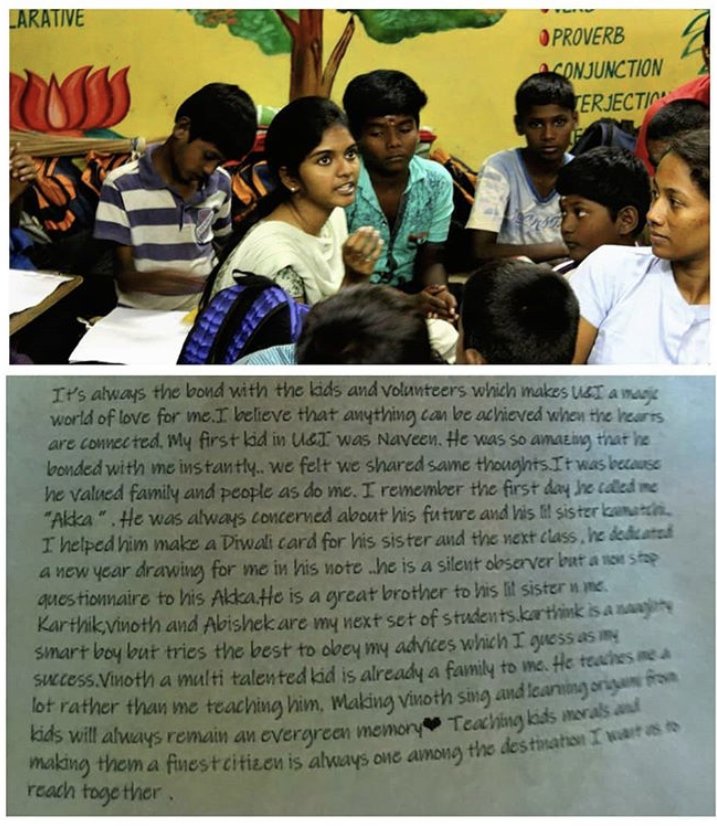 LARATIVE
PROVERB
CONJUNCTION
TERJECTION
It's always the bond with the kids and volunteers which makes U&I a magic
world of love for me.I believe that anything can be achieved when the hearts
are connected. My first kid in U&I was Naveen. He was so amazing that he
bonded with me instantly.. we felt we shared same thoughts.It was because
he valued family and people as do me. I remember the first day he called me
"Akka". He was always concerned about his future and his lil sister kamatchi.
I helped him make a Diwali card for his sister and the next class, he dedicated
a new year drawing for me in his note ..he is a silent observer but a non stop
questionnaire to his Akka.He is a great brother to his lil sister n me.
Karthik,vinoth and Abishek are my next set of students.karthink is a naughty
smart boy but tries the best to obey my advices which I guess as my
success.Vinoth a multi talented kid is already a family to me. He teaches me a
lot rather than me teaching him. Making vinoth sing and learning origami from
kids will always remain an evergreen memory❤ Teaching kids morals and
making them a finest citizen is always one among the destination I want us to
reach together .